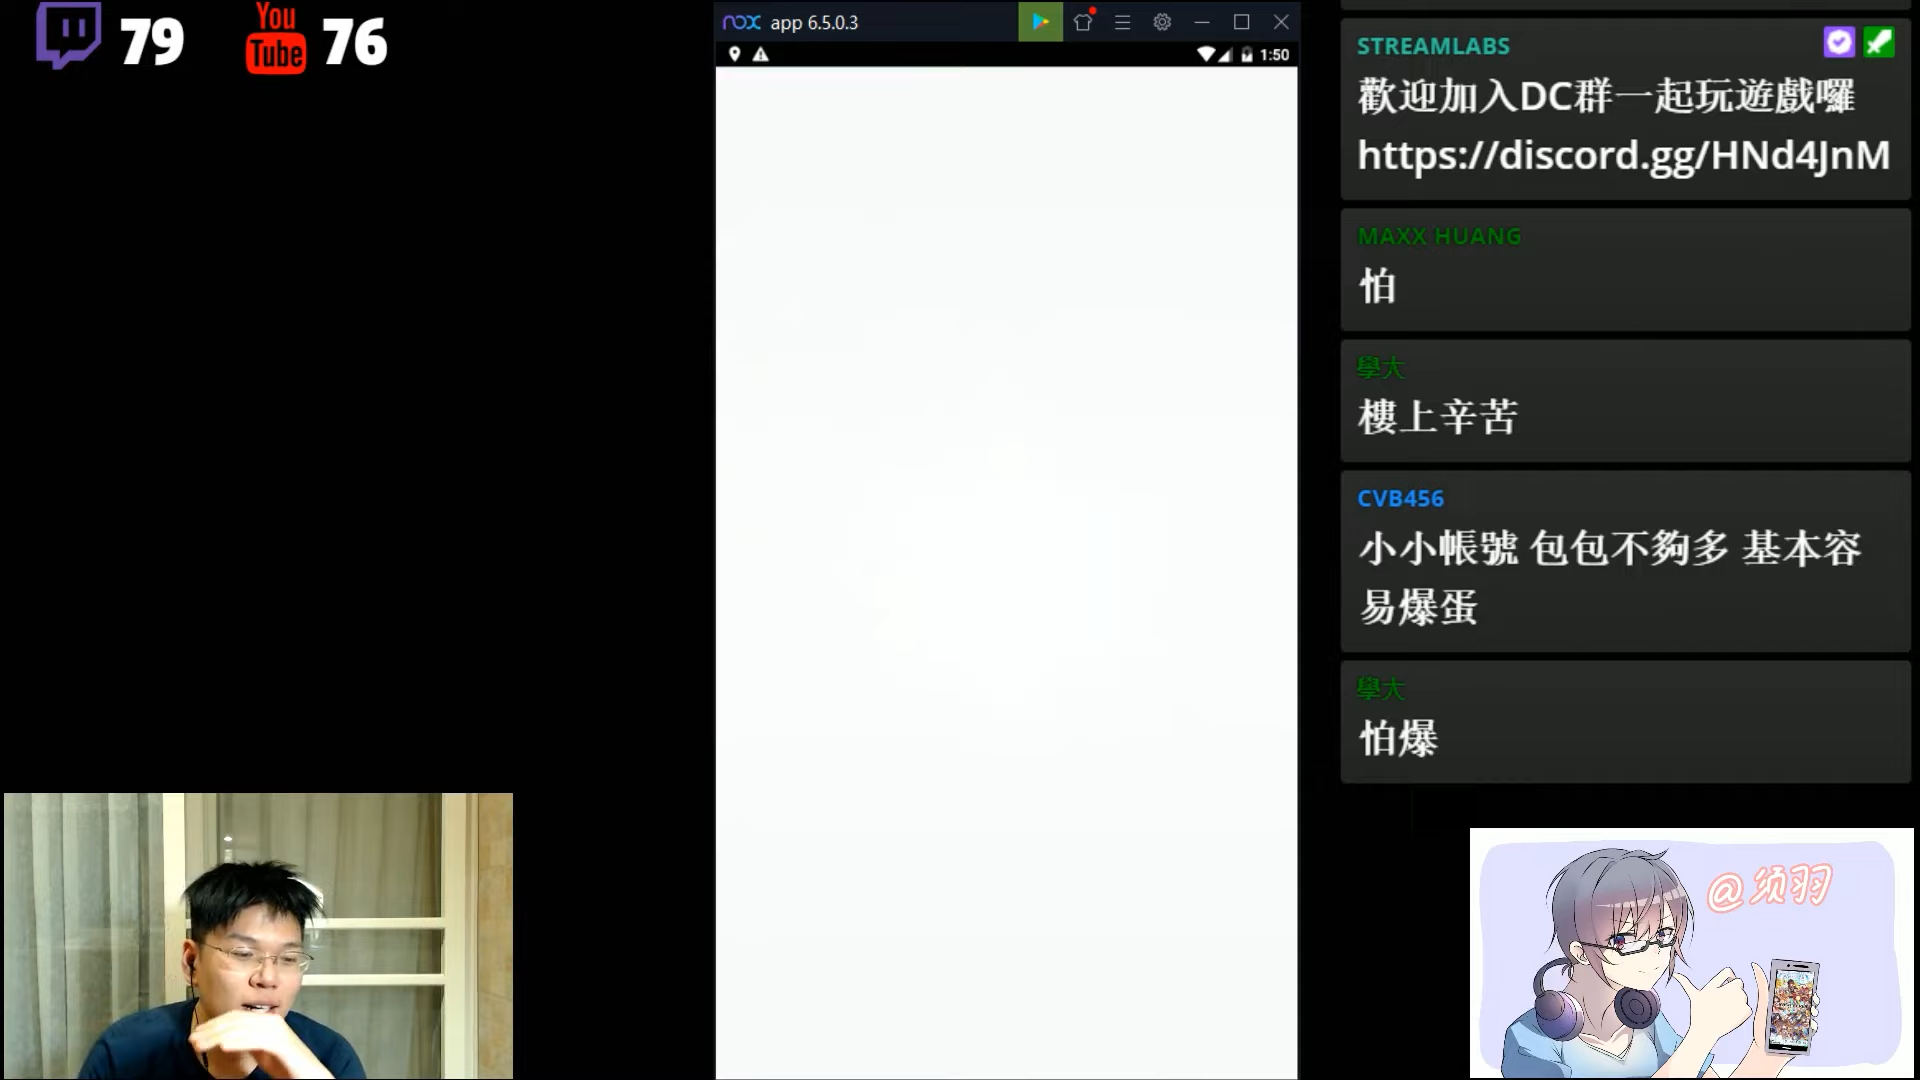 79
You
Tube
76
nox app 6.5.0.3
1:50
STREAMLABS
歡迎加入DC群一起玩遊戲囉
https://discord.gg/HNd4JnM
MAXX HUANG
怕
學大
樓上辛苦
CVB456
小小帳號 包包不夠多 基本容
易爆蛋
學大
怕爆
@须羽